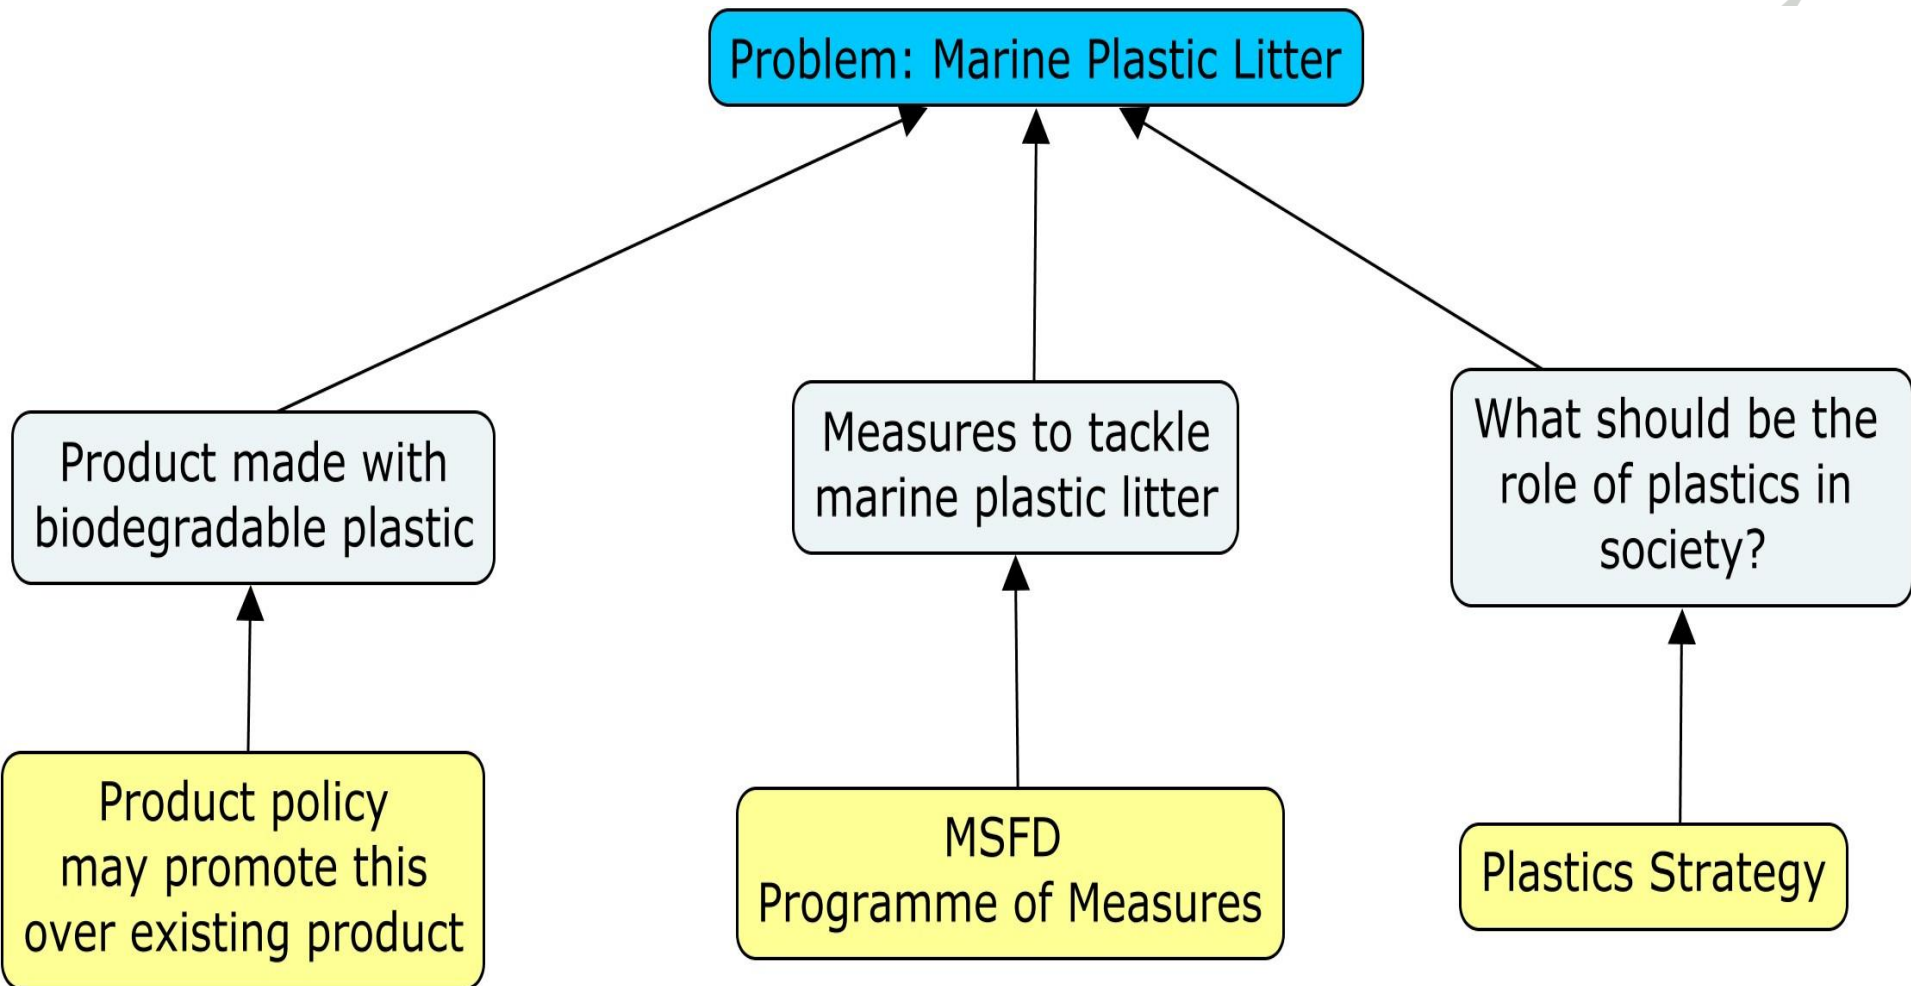 Problem: Marine Plastic Litter
Product made with
biodegradable plastic
Measures to tackle
marine plastic litter
What should be the
role of plastics in
society?
Product policy
may promote this
over existing product
MSFD
Programme of Measures
Plastics Strategy